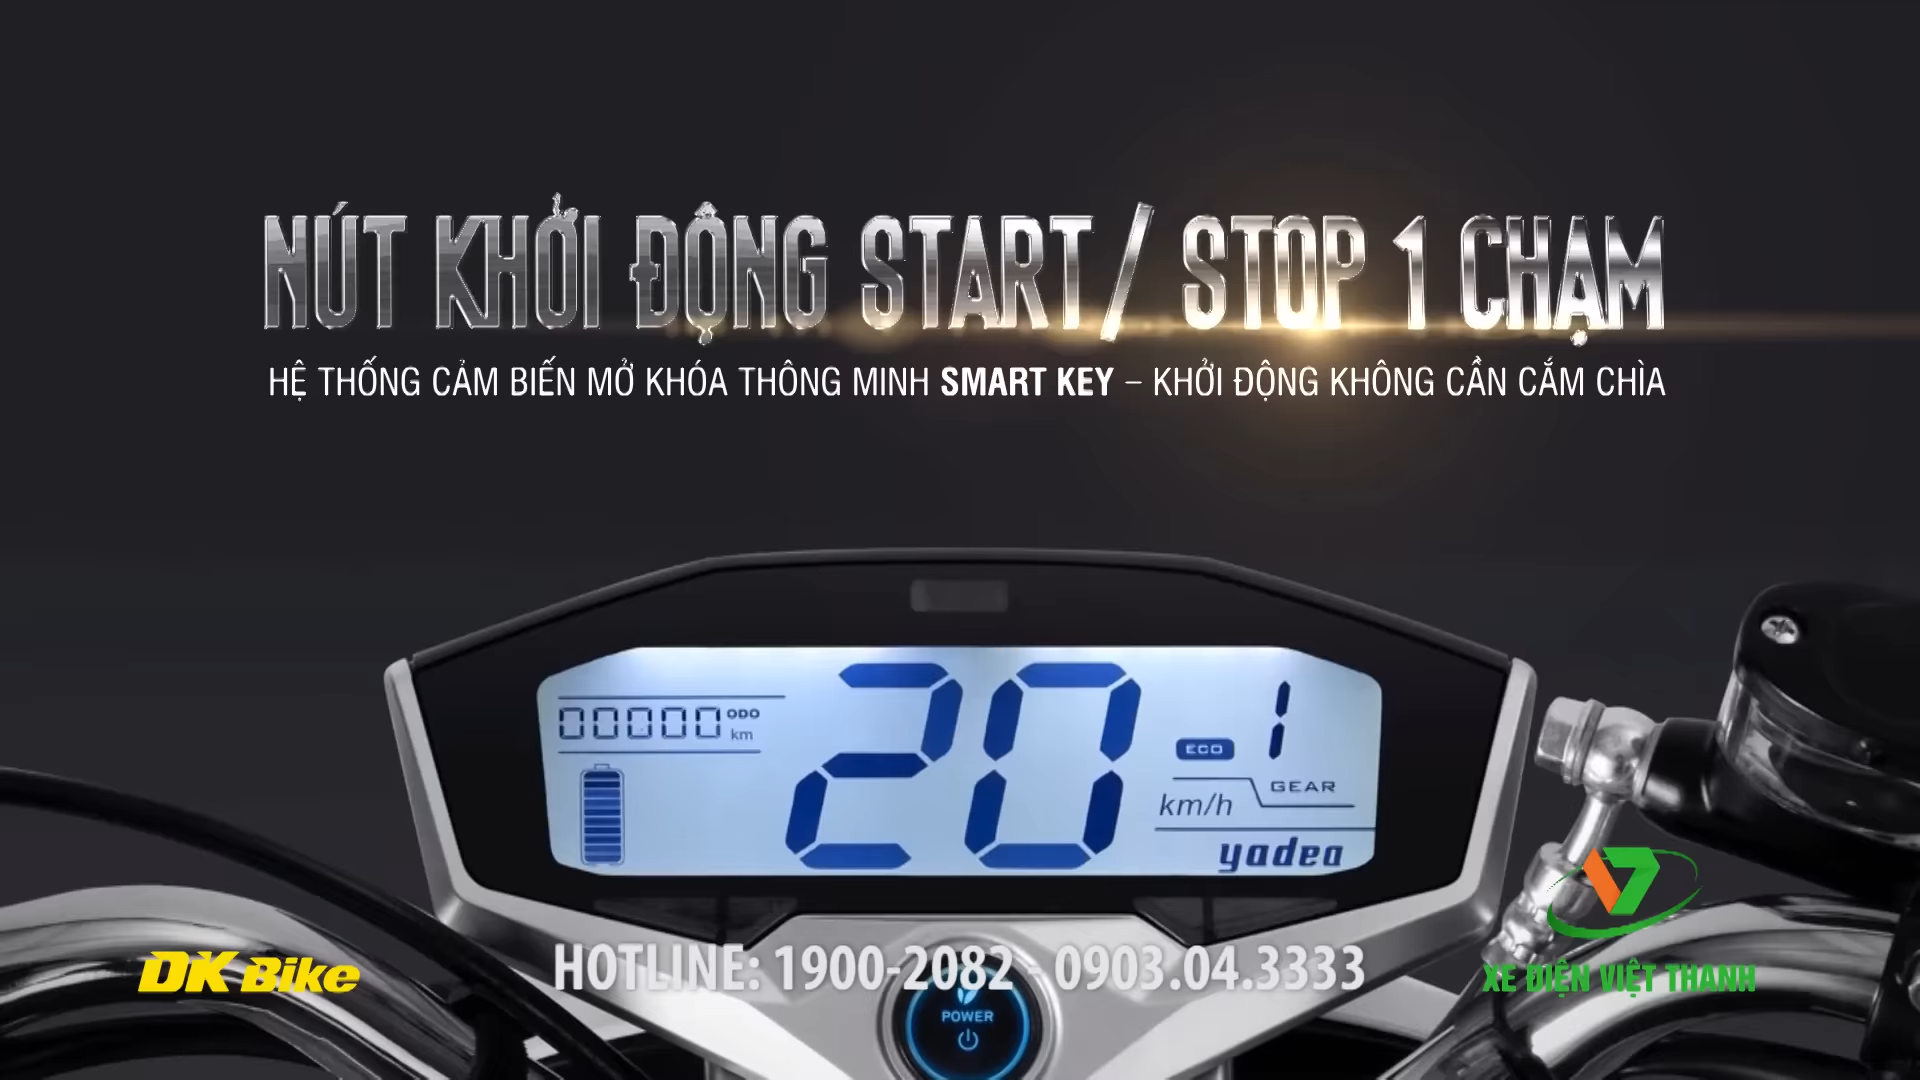 NÚT KHỞI ĐỘNG START/ STOP 1 CHẠM
HỆ THỐNG CẢM BIẾN MỞ KHÓA THÔNG MINH SMART KEY – KHỞI ĐỘNG KHÔNG CẦN CẮM CHÌA
00000 ODO
km
20
1
ECO
GEAR
km/h
yadea
DK Bike
HOTLINE: 1900-2082 - 0903.04.3333
XE ĐIỆN VIỆT THANH
POWER